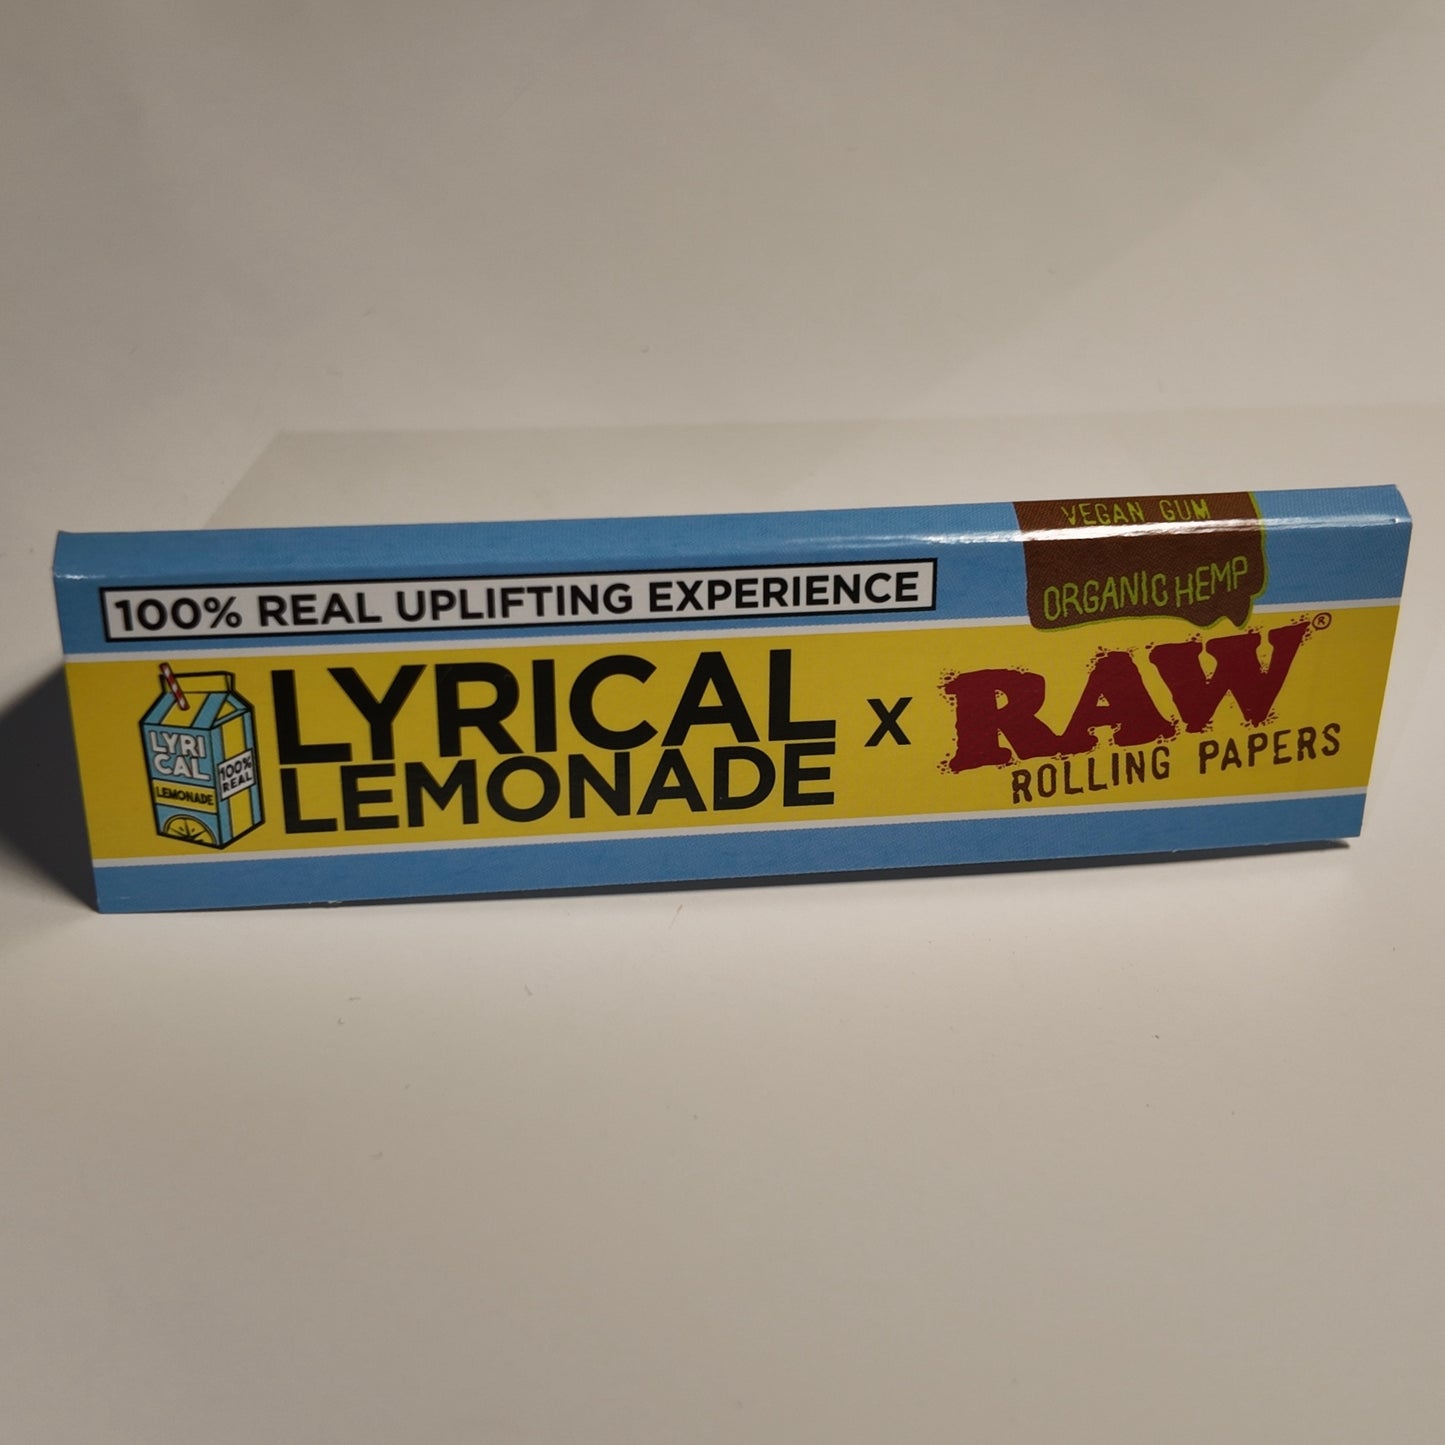 VEGAN GUM
ORGANIC HEMP
100% REAL UPLIFTING EXPERIENCE
LYRI
CAL
LEMONADE
100%
REAL
LYRICAL
LEMONADE
X
RAW®
ROLLING PAPERS